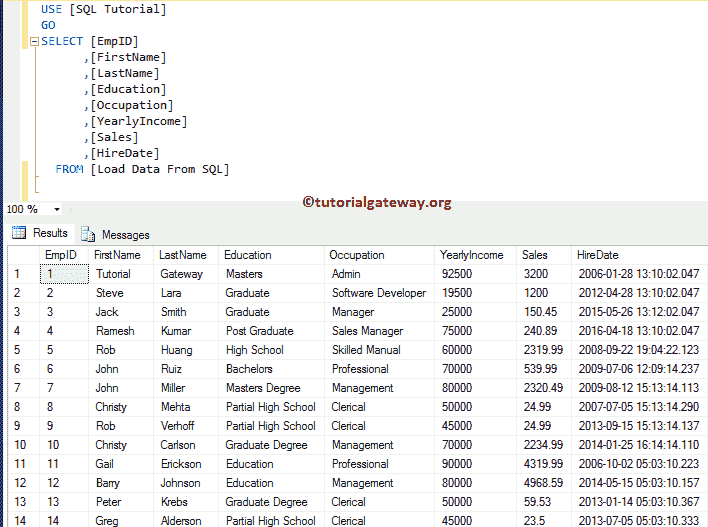 USE [SQL Tutorial]
GO
SELECT [EmpID]
,[FirstName]
,[LastName]
,[Education]
,[Occupation]
,[YearlyIncome]
,[Sales]
,[HireDate]
FROM [Load Data From SQL]
©tutorialgateway.org
100 %
Results Messages
EmpID FirstName LastName Education Occupation YearlyIncome Sales HireDate
1 1 Tutorial Gateway Masters Admin 92500 3200 2006-01-28 13:10:02.047
2 2 Steve Lara Graduate Software Developer 19500 1200 2012-04-28 13:10:02.047
3 3 Jack Smith Graduate Manager 25000 150.45 2015-05-26 13:12:02.047
4 4 Ramesh Kumar Post Graduate Sales Manager 75000 240.89 2016-04-18 13:10:02.047
5 5 Rob Huang High School Skilled Manual 60000 2319.99 2008-09-22 19:04:22.123
6 6 John Ruiz Bachelors Professional 70000 539.99 2009-07-06 12:09:14.237
7 7 John Miller Masters Degree Management 80000 2320.49 2009-08-12 15:13:14.113
8 8 Christy Mehta Partial High School Clerical 50000 24.99 2007-07-05 15:13:14.290
9 9 Rob Verhoff Partial High School Clerical 45000 24.99 2013-09-15 15:13:14.137
10 10 Christy Carlson Graduate Degree Management 70000 2234.99 2014-01-25 16:14:14.110
11 11 Gail Erickson Education Professional 90000 4319.99 2006-10-02 05:03:10.223
12 12 Barry Johnson Education Management 80000 4968.59 2014-05-15 05:03:10.157
13 13 Peter Krebs Graduate Degree Clerical 50000 59.53 2013-01-14 05:03:10.367
14 14 Greg Alderson Partial High School Clerical 45000 23.5 2013-07-05 05:03:10.333